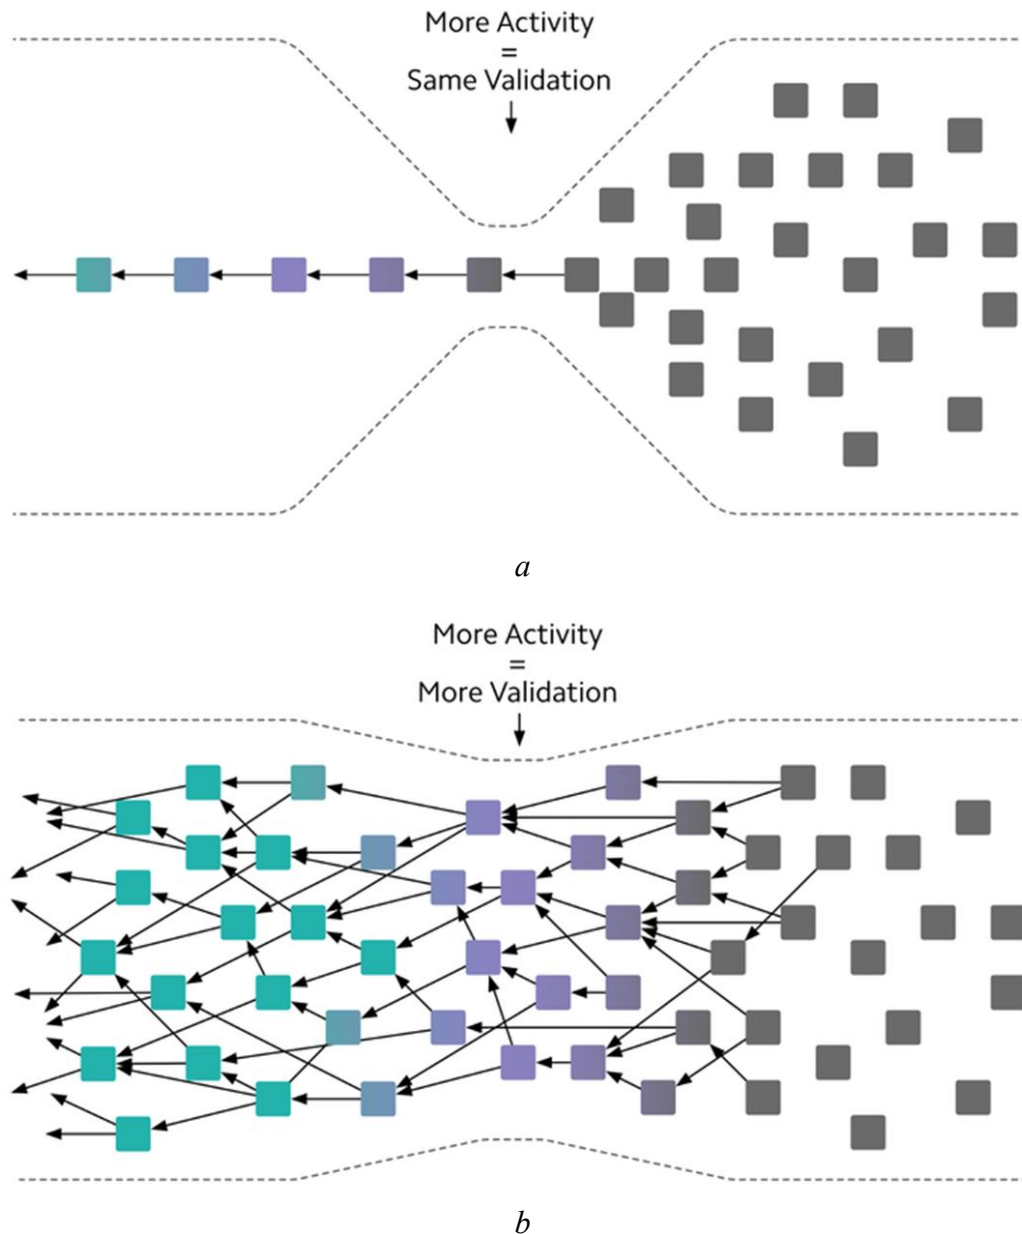 More Activity
=
Same Validation
a
More Activity
=
More Validation
b